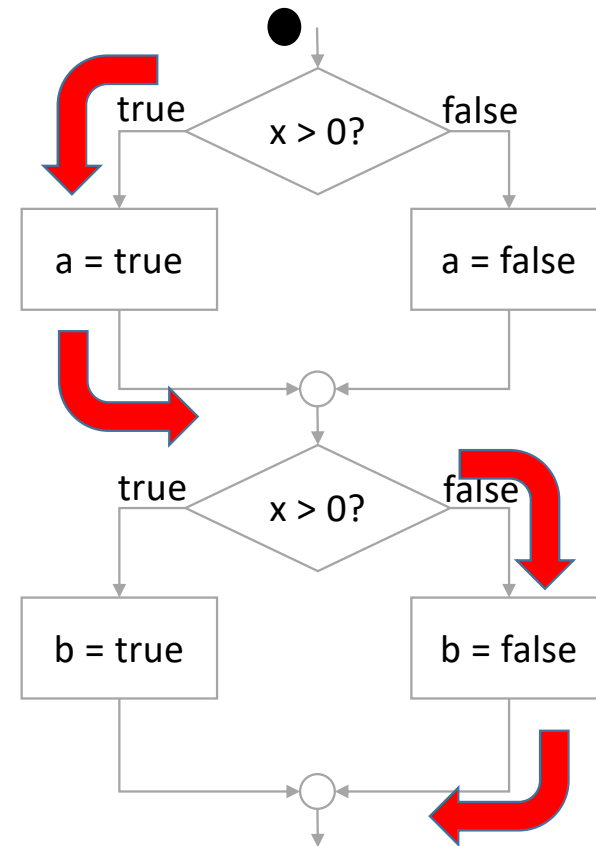 true
false
x > 0?
a = true
a = false
true
false
x > 0?
b = true
b = false